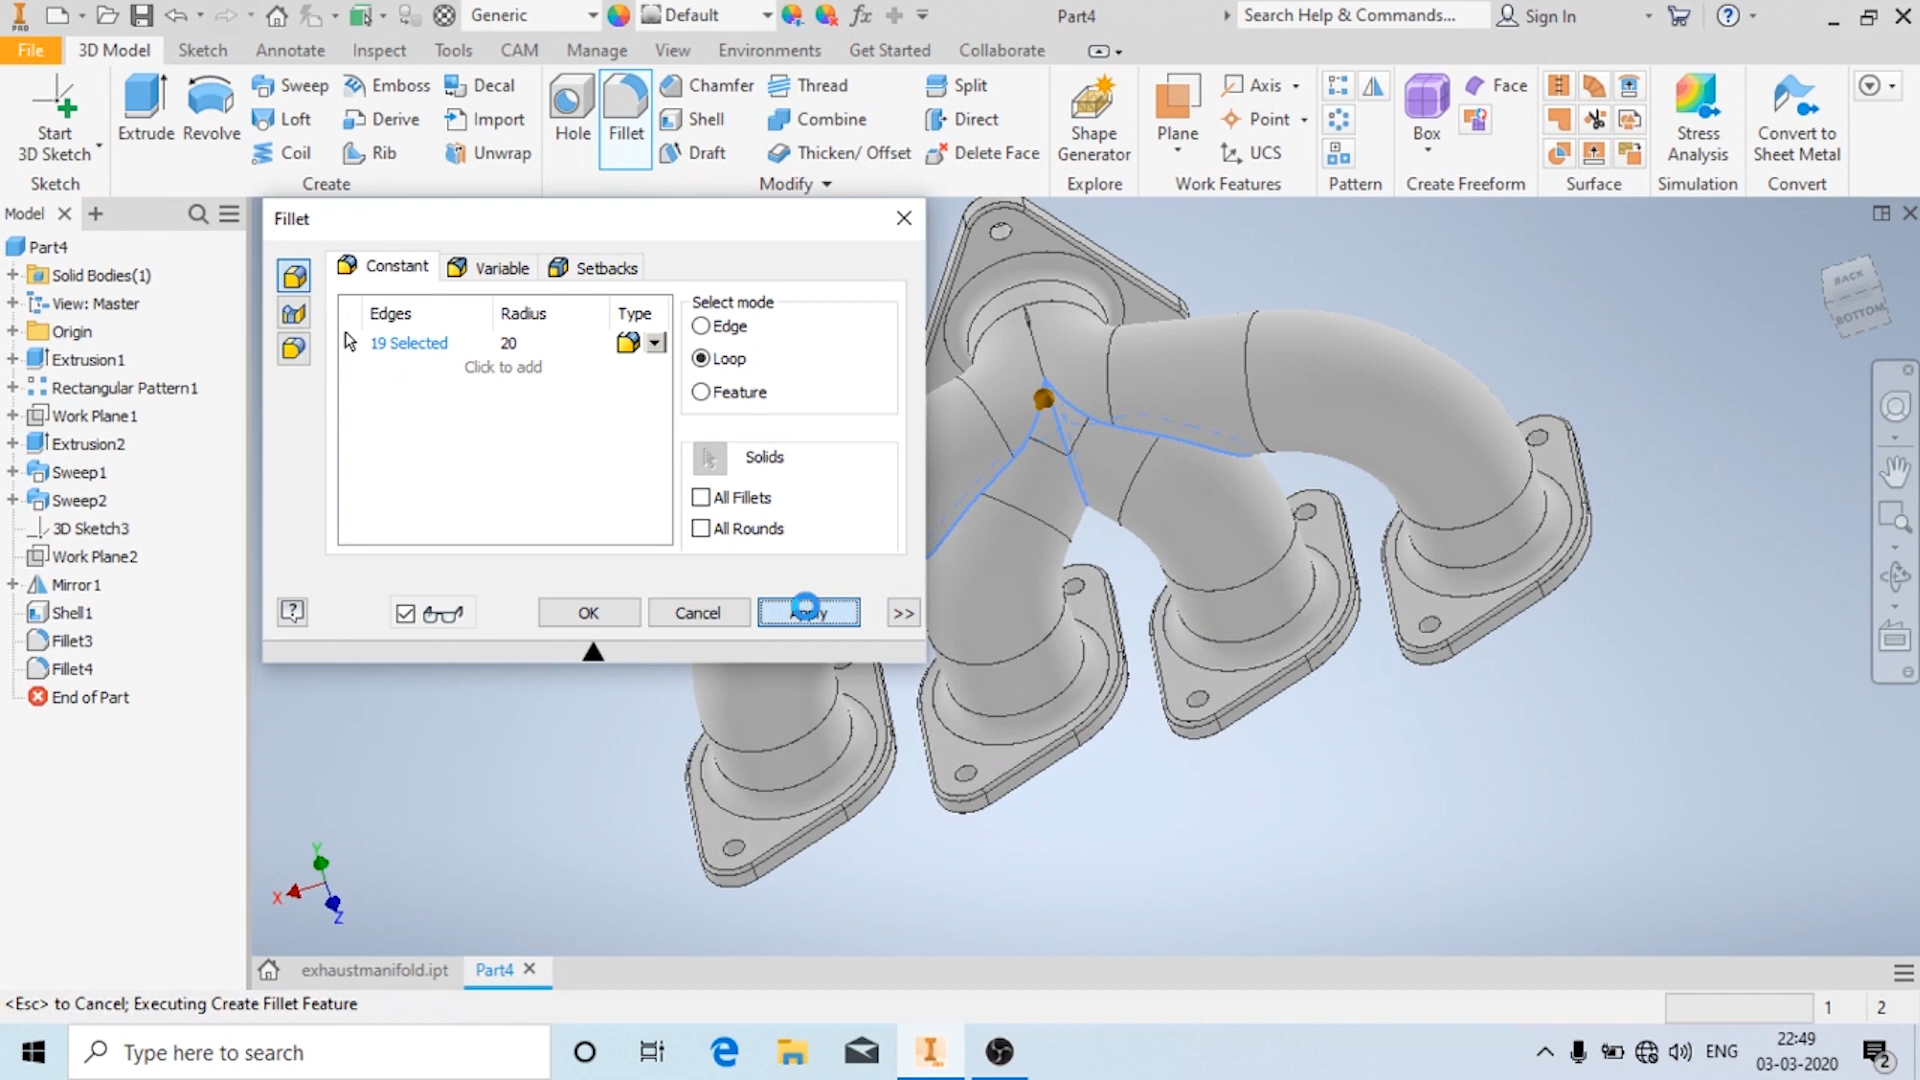 PRO
Generic
Default
fx
Part4
Search Help & Commands...
Sign In
File
3D Model
Sketch
Annotate
Inspect
Tools
CAM
Manage
View
Environments
Get Started
Collaborate
Start
3D Sketch
Sketch
Extrude
Revolve
Sweep
Loft
Coil
Emboss
Derive
Rib
Decal
Import
Unwrap
Create
Hole
Fillet
Chamfer
Shell
Draft
Thread
Combine
Thicken/ Offset
Split
Direct
Delete Face
Modify
Shape
Generator
Explore
Plane
Axis
Point
UCS
Work Features
Pattern
Box
Face
Create Freeform
Surface
Stress
Analysis
Simulation
Convert to
Sheet Metal
Convert
Model
Part4
Solid Bodies(1)
View: Master
Origin
Extrusion1
Rectangular Pattern1
Work Plane1
Extrusion2
Sweep1
Sweep2
3D Sketch3
Work Plane2
Mirror1
Shell1
Fillet3
Fillet4
End of Part
Fillet
Constant
Variable
Setbacks
Edges
Radius
Type
19 Selected
20
Click to add
Select mode
Edge
Loop
Feature
Solids
All Fillets
All Rounds
OK
Cancel
Apply
>>
BACK
BOTTOM
Y
X
Z
exhaustmanifold.ipt
Part4
<Esc> to Cancel; Executing Create Fillet Feature
1
2
Type here to search
ENG
22:49
03-03-2020
2